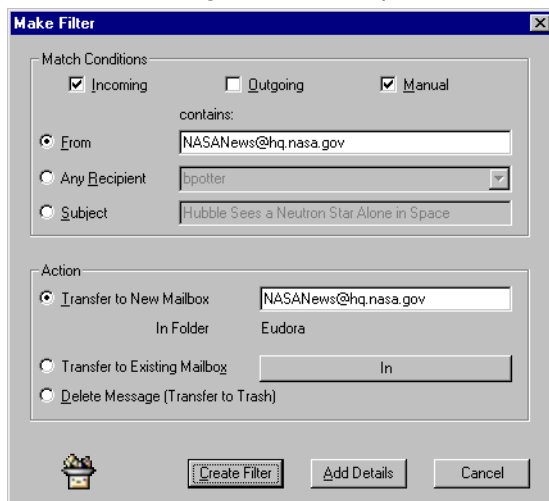 Make Filter
Match Conditions
Incoming Outgoing Manual
contains:
From NASANews@hq.nasa.gov
Any Recipient bpotter
Subject Hubble Sees a Neutron Star Alone in Space
Action
Transfer to New Mailbox NASANews@hq.nasa.gov
In Folder Eudora
Transfer to Existing Mailbox In
Delete Message (Transfer to Trash)
Create Filter Add Details Cancel